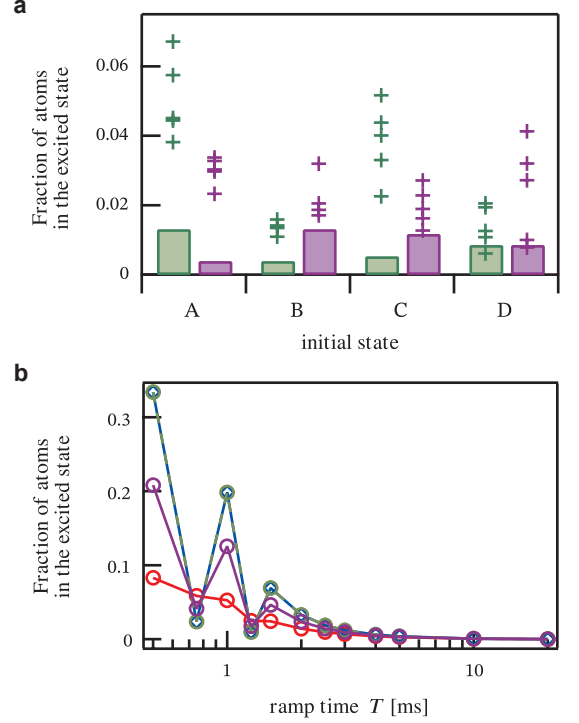 a
Fraction of atoms
in the excited state
0.06
0.04
0.02
0
A B C D
initial state
b
Fraction of atoms
in the excited state
0.3
0.2
0.1
0
1 10
ramp time T [ms]